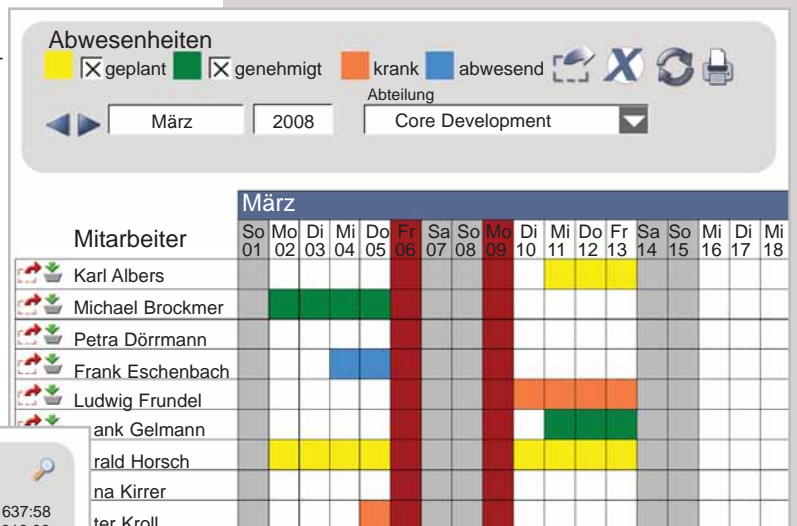 Abwesenheiten
geplant genehmigt krank abwesend
Abteilung
März 2008 Core Development
März
Mitarbeiter
So Mo Di Mi Do Fr Sa So Mo Di Mi Do Fr Sa So Mi Di Mi
01 02 03 04 05 06 07 08 09 10 11 12 13 14 15 16 17 18
Karl Albers
Michael Brockmer
Petra Dörrmann
Frank Eschenbach
Ludwig Frundel
ank Gelmann
rald Horsch
na Kirrer
637:58
ter Kroll